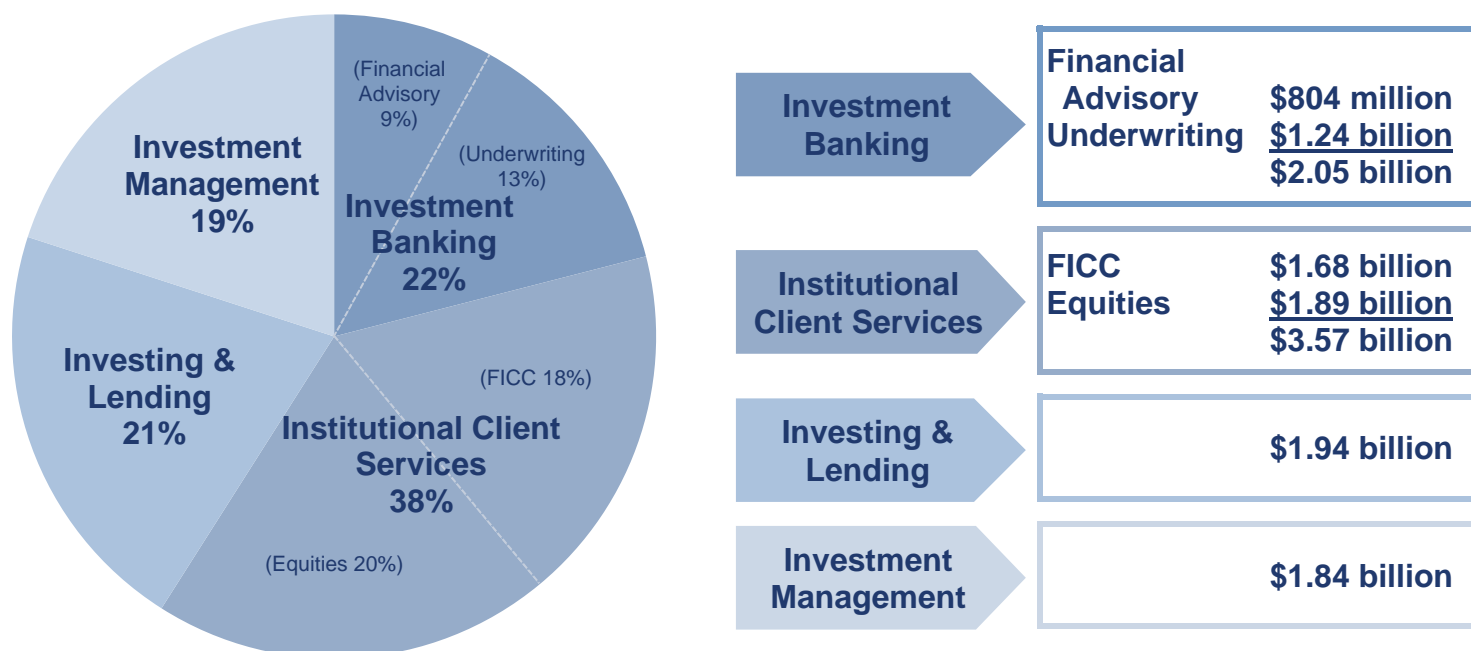 (Financial
Advisory
9%)
(Underwriting
13%)
Investment
Banking
22%
(FICC 18%)
Institutional Client
Services
38%
(Equities 20%)
Investing &
Lending
21%
Investment
Management
19%
Investment
Banking
Financial
Advisory $804 million
Underwriting $1.24 billion
$2.05 billion
Institutional
Client Services
FICC $1.68 billion
Equities $1.89 billion
$3.57 billion
Investing &
Lending
$1.94 billion
Investment
Management
$1.84 billion